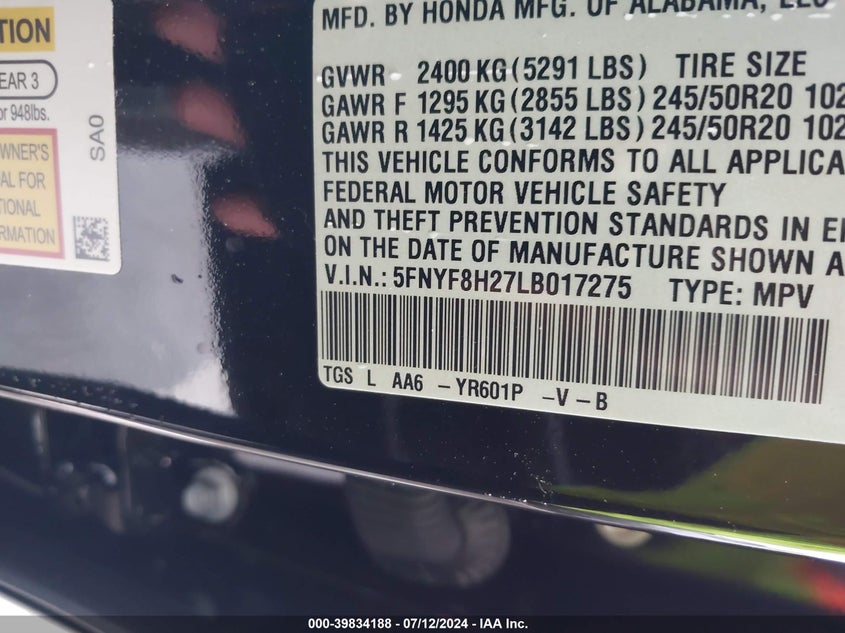 TION
EAR 3
or 948lbs.
WNER'S
AL FOR
TIONAL
ORMATION
SA0
MFD. BY HONDA MFG. OF ALABAMA, LLC
GVWR 2400 KG (5291 LBS) TIRE SIZE
GAWR F 1295 KG (2855 LBS) 245/50R20 102
GAWR R 1425 KG (3142 LBS) 245/50R20 102
THIS VEHICLE CONFORMS TO ALL APPLICA
FEDERAL MOTOR VEHICLE SAFETY
AND THEFT PREVENTION STANDARDS IN E
ON THE DATE OF MANUFACTURE SHOWN A
V.I.N.: 5FNYF8H27LB017275 TYPE: MPV
TGS L AA6 -YR601P -V -B
000-39834188 - 07/12/2024 - IAA Inc.